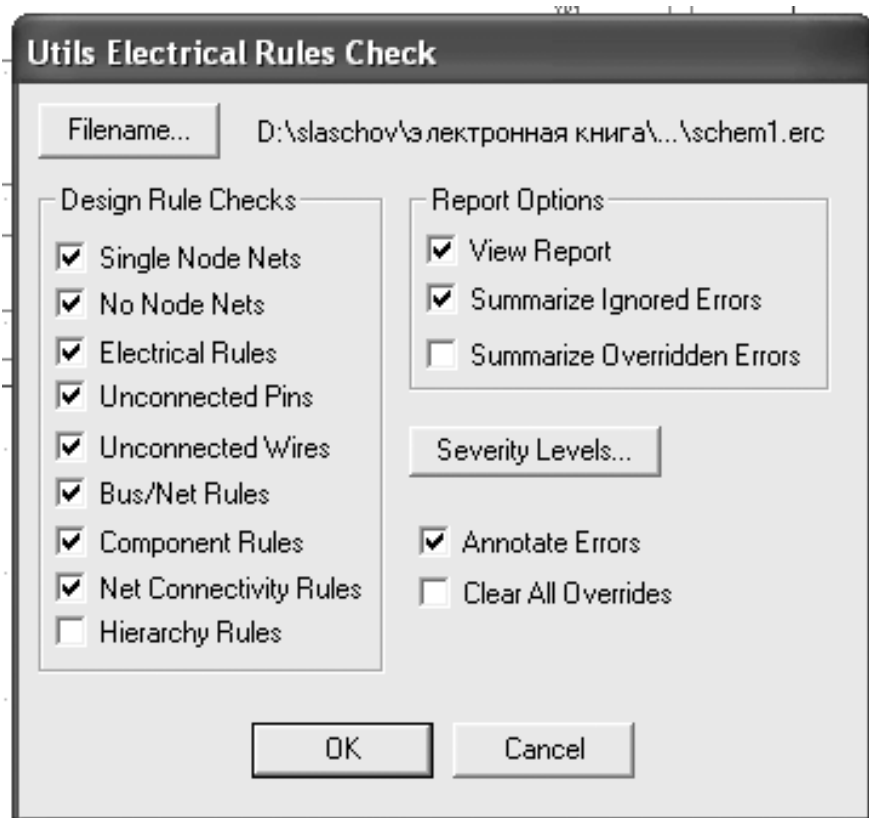 Utils Electrical Rules Check
Filename... D:\slaschov\электронная книга\...\schem1.erc
Design Rule Checks
Single Node Nets
No Node Nets
Electrical Rules
Unconnected Pins
Unconnected Wires
Bus/Net Rules
Component Rules
Net Connectivity Rules
Hierarchy Rules
Report Options
View Report
Summarize Ignored Errors
Summarize Overridden Errors
Severity Levels...
Annotate Errors
Clear All Overrides
OK Cancel